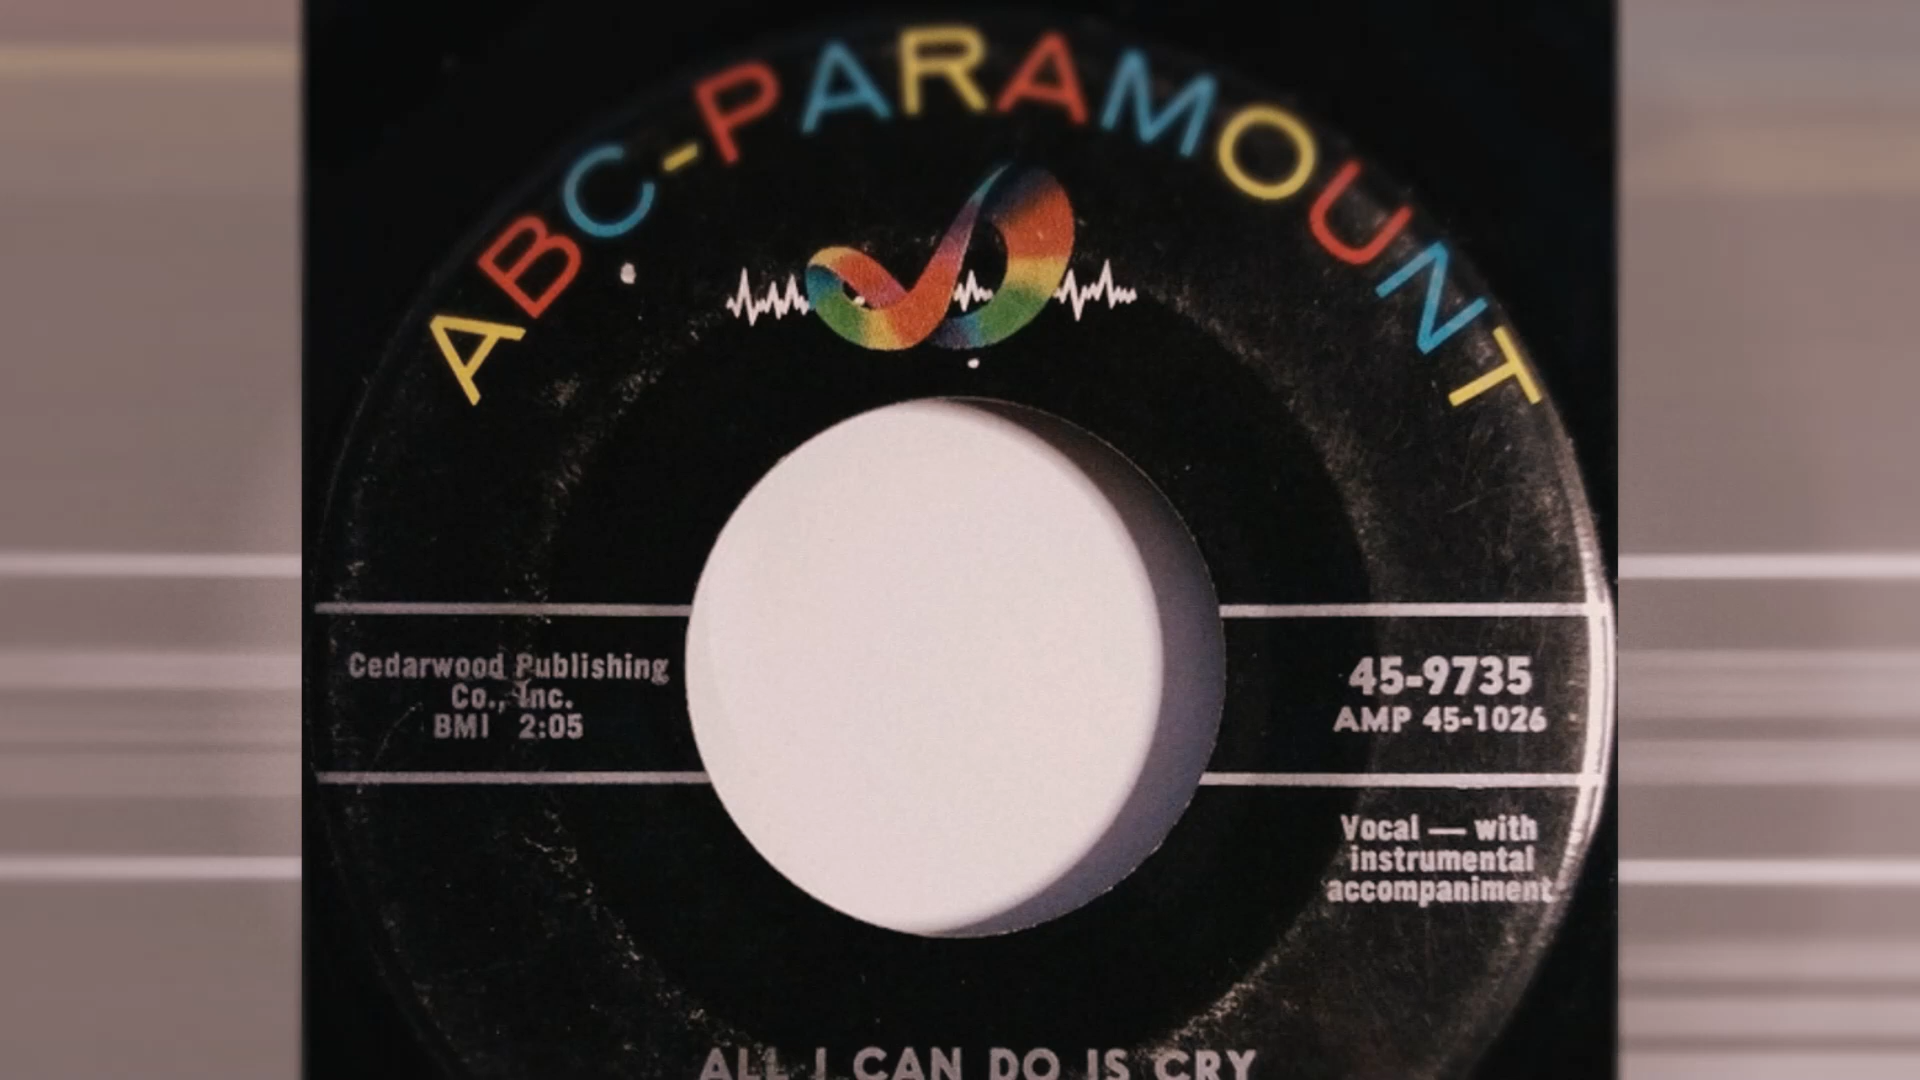 ABC-PARAMOUNT
Cedarwood Publishing
Co., Inc.
BMI 2:05
45-9735
AMP 45-1026
Vocal — with
instrumental
accompaniment
ALL I CAN DO IS CRY